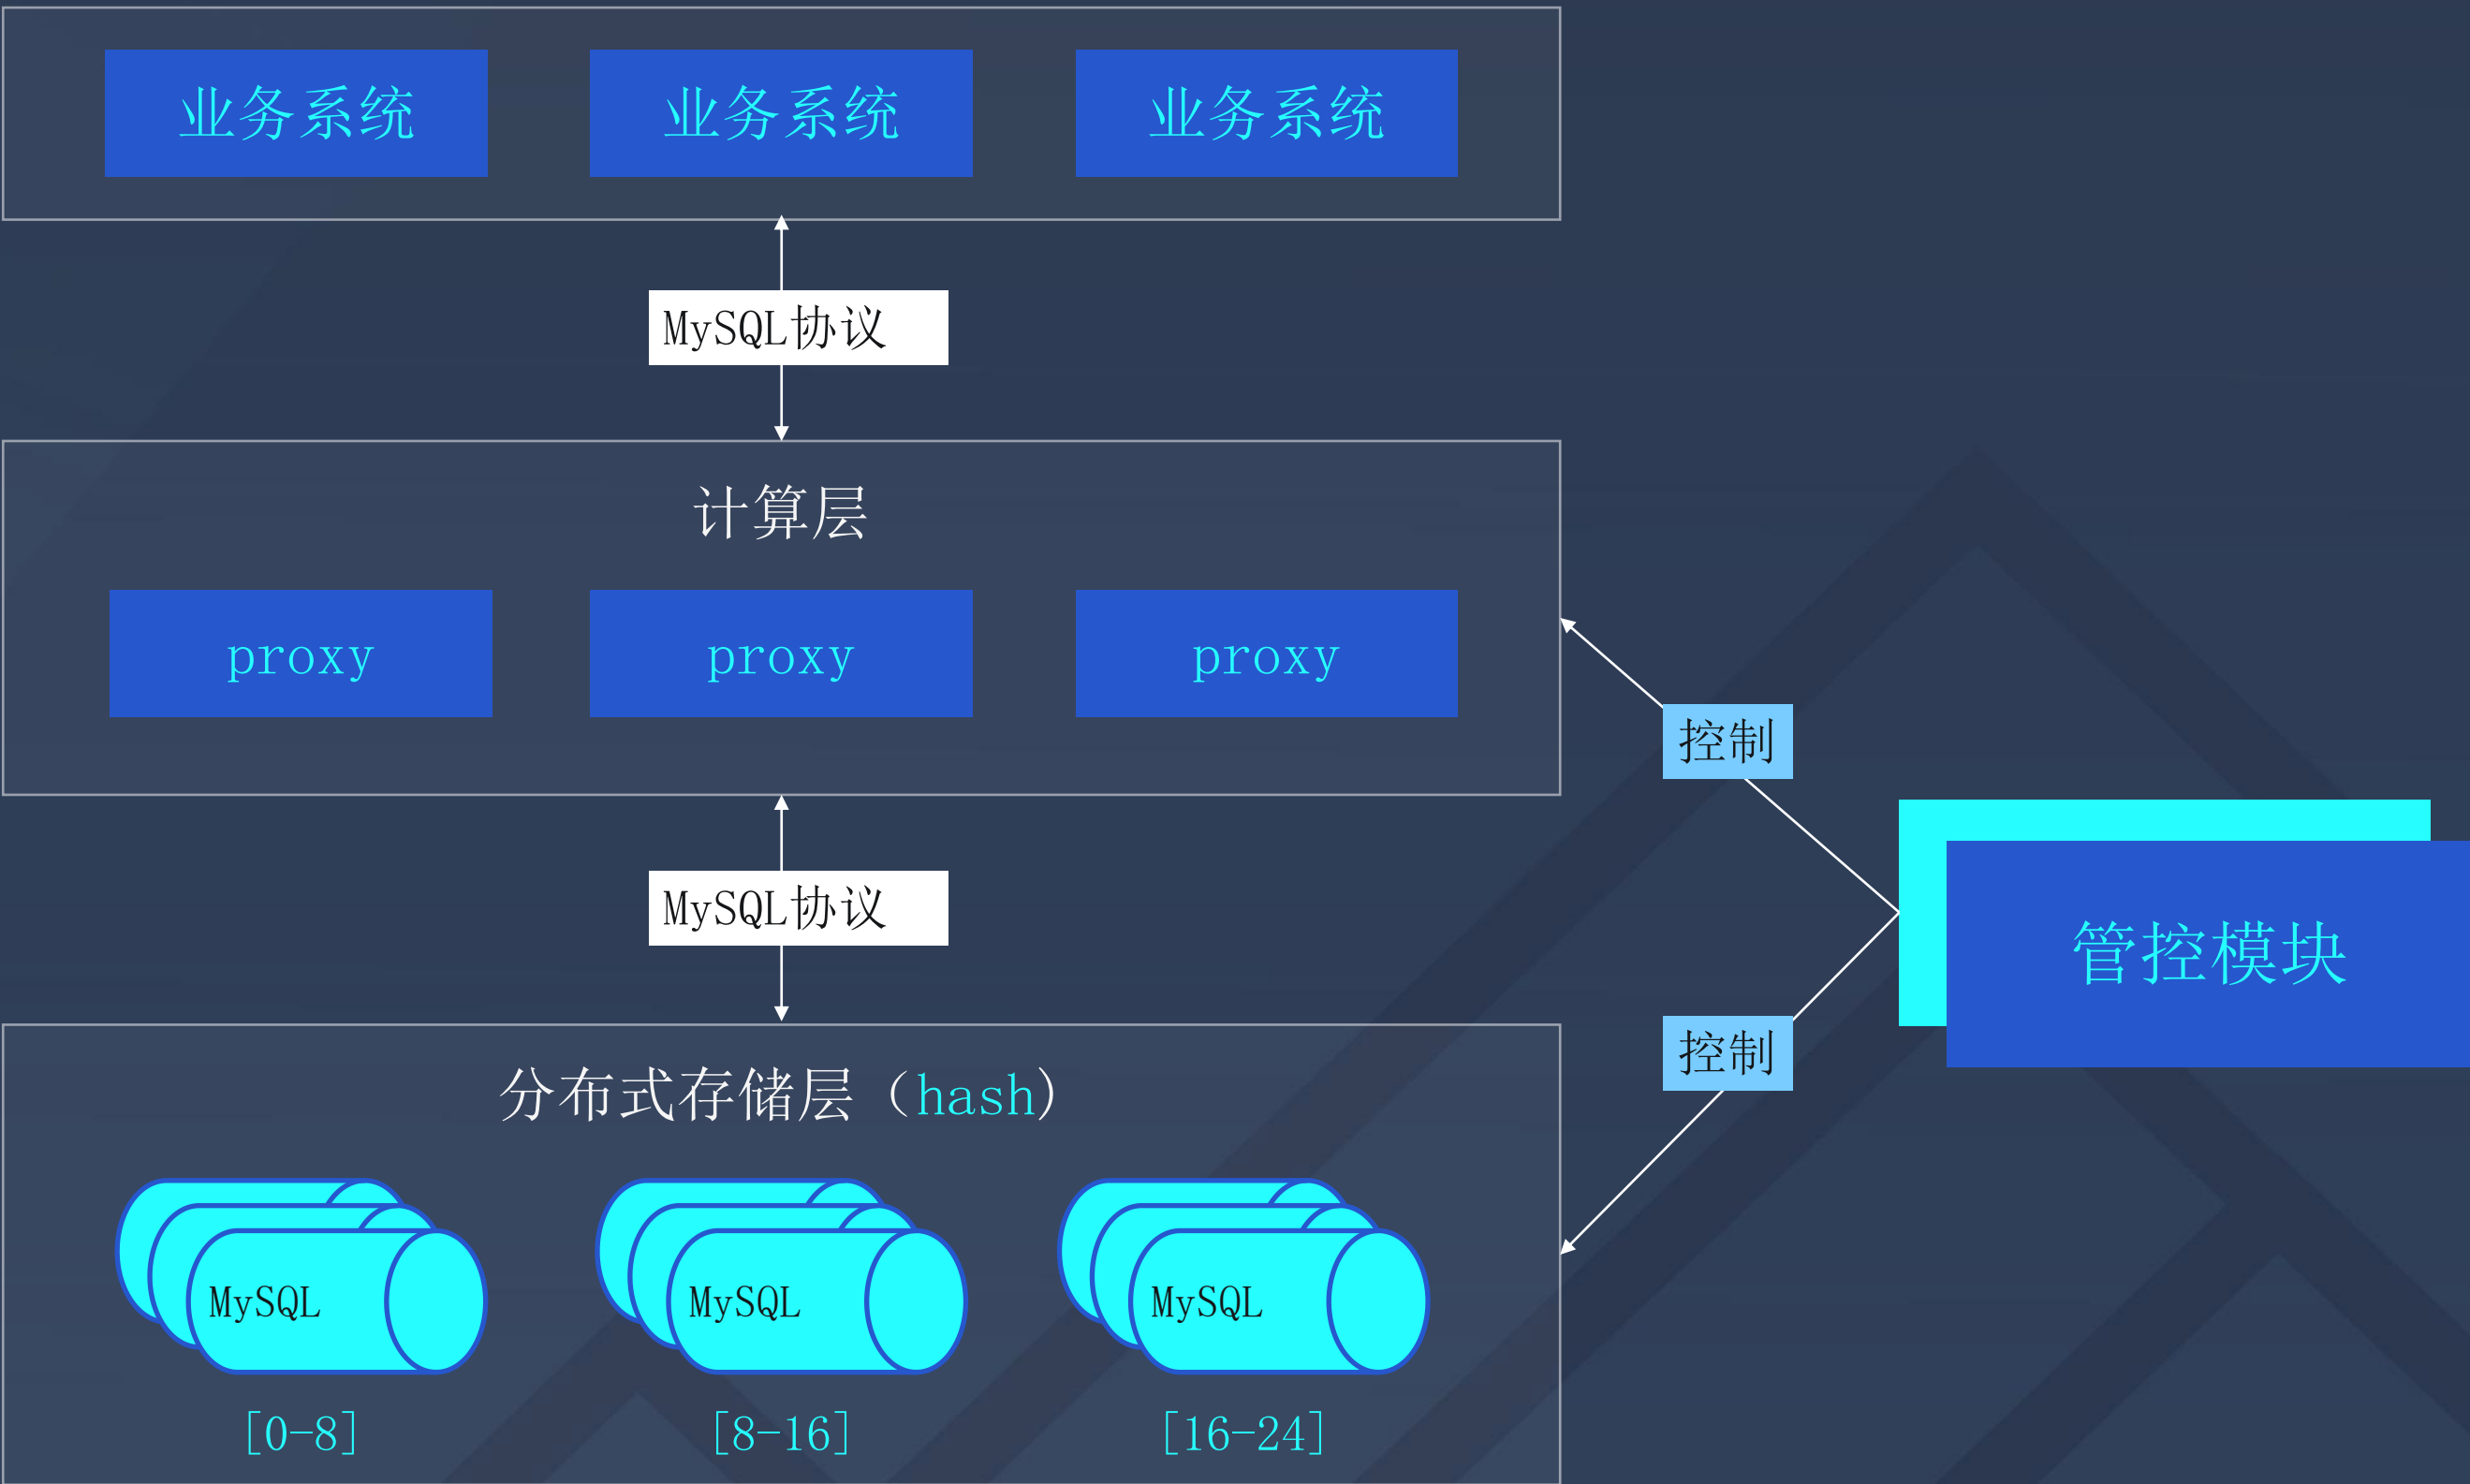 业务系统
业务系统
业务系统
MySQL协议
计算层
proxy
proxy
proxy
控制
管控模块
MySQL协议
控制
分布式存储层（hash）
MySQL
MySQL
MySQL
[0-8]
[8-16]
[16-24]